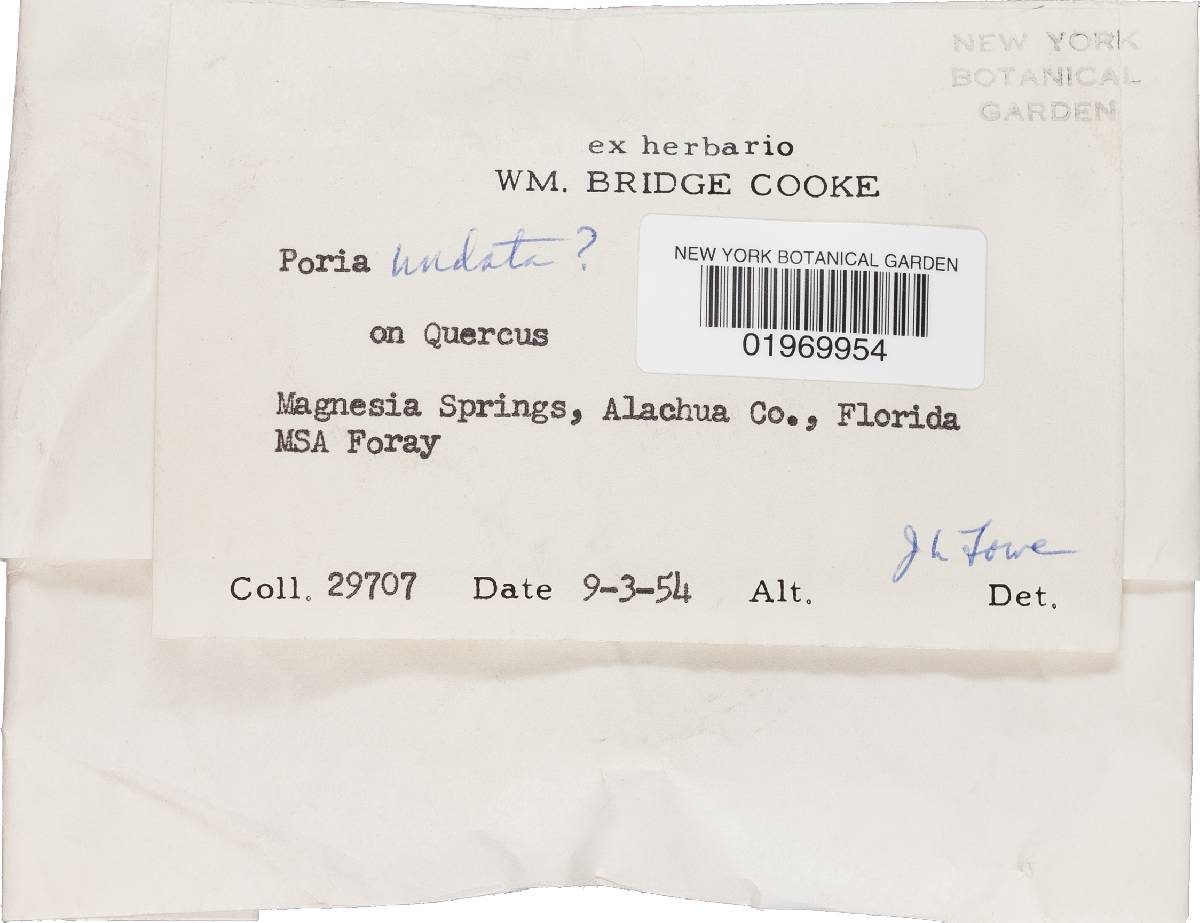 NEW YORK
BOTANICAL
GARDEN
ex herbario
WM. BRIDGE COOKE
Poria undata?
NEW YORK BOTANICAL GARDEN
01969954
on Quercus
Magnesia Springs, Alachua Co., Florida
MSA Foray
J L Lowe
Coll. 29707 Date 9-3-54 Alt. Det.